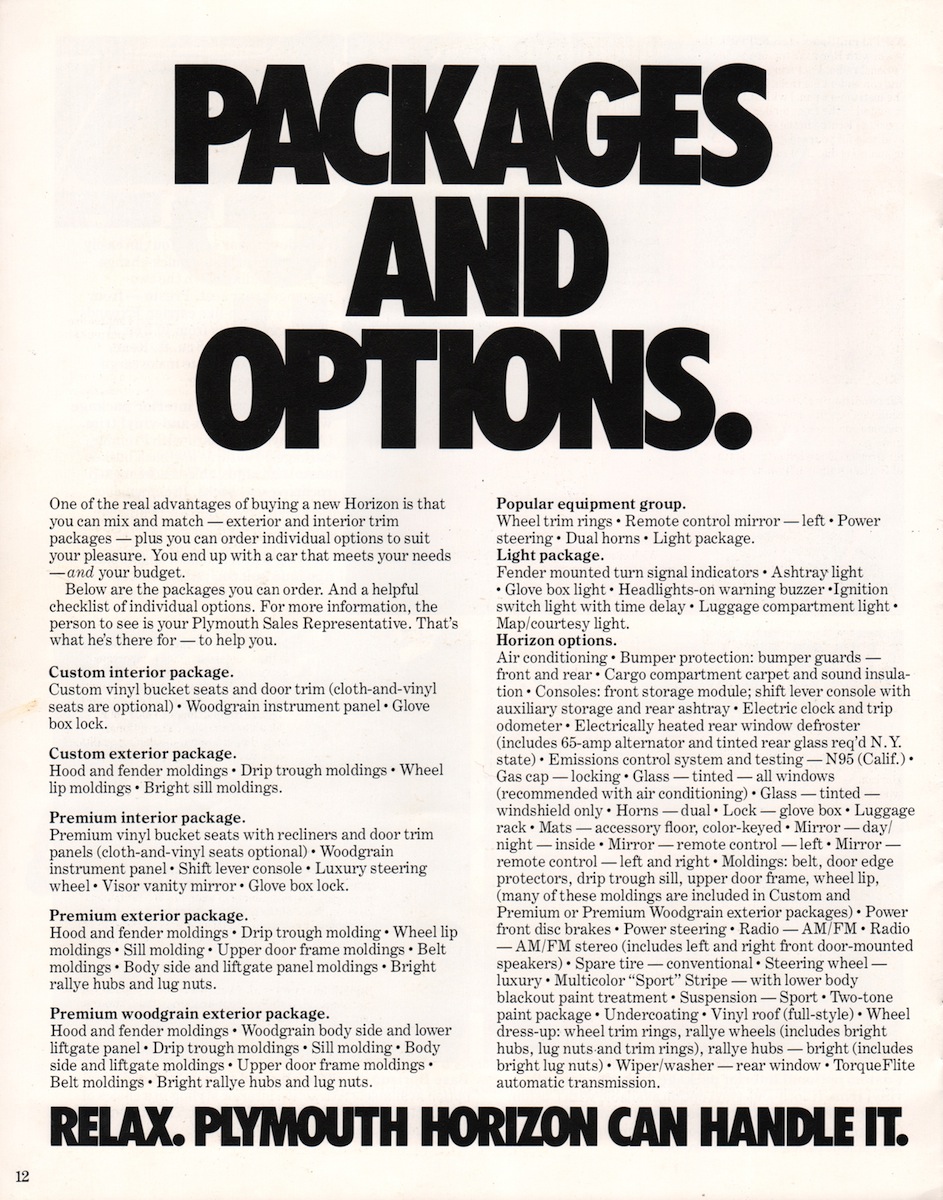 PACKAGES
AND
OPTIONS.
One of the real advantages of buying a new Horizon is that
you can mix and match — exterior and interior trim
packages — plus you can order individual options to suit
your pleasure. You end up with a car that meets your needs
— and your budget.
Below are the packages you can order. And a helpful
checklist of individual options. For more information, the
person to see is your Plymouth Sales Representative. That's
what he's there for — to help you.
Custom interior package.
Custom vinyl bucket seats and door trim (cloth-and-vinyl
seats are optional) • Woodgrain instrument panel • Glove
box lock.
Custom exterior package.
Hood and fender moldings • Drip trough moldings • Wheel
lip moldings • Bright sill moldings.
Premium interior package.
Premium vinyl bucket seats with recliners and door trim
panels (cloth-and-vinyl seats optional) • Woodgrain
instrument panel • Shift lever console • Luxury steering
wheel • Visor vanity mirror • Glove box lock.
Premium exterior package.
Hood and fender moldings • Drip trough molding • Wheel lip
moldings • Sill molding • Upper door frame moldings • Belt
moldings • Body side and liftgate panel moldings • Bright
rallye hubs and lug nuts.
Premium woodgrain exterior package.
Hood and fender moldings • Woodgrain body side and lower
liftgate panel • Drip trough moldings • Sill molding • Body
side and liftgate moldings • Upper door frame moldings •
Belt moldings • Bright rallye hubs and lug nuts.
Popular equipment group.
Wheel trim rings • Remote control mirror — left • Power
steering • Dual horns • Light package.
Light package.
Fender mounted turn signal indicators • Ashtray light
• Glove box light • Headlights-on warning buzzer •Ignition
switch light with time delay • Luggage compartment light •
Map/courtesy light.
Horizon options.
Air conditioning • Bumper protection: bumper guards —
front and rear • Cargo compartment carpet and sound insula-
tion • Consoles: front storage module; shift lever console with
auxiliary storage and rear ashtray • Electric clock and trip
odometer • Electrically heated rear window defroster
(includes 65-amp alternator and tinted rear glass req'd N.Y.
state) • Emissions control system and testing — N95 (Calif.) •
Gas cap — locking • Glass — tinted — all windows
(recommended with air conditioning) • Glass — tinted —
windshield only • Horns — dual • Lock — glove box • Luggage
rack • Mats — accessory floor, color-keyed • Mirror — day/
night — inside • Mirror — remote control — left • Mirror —
remote control — left and right • Moldings: belt, door edge
protectors, drip trough sill, upper door frame, wheel lip,
(many of these moldings are included in Custom and
Premium or Premium Woodgrain exterior packages) • Power
front disc brakes • Power steering • Radio — AM/FM • Radio
— AM/FM stereo (includes left and right front door-mounted
speakers) • Spare tire — conventional • Steering wheel —
luxury • Multicolor "Sport" Stripe — with lower body
blackout paint treatment • Suspension — Sport • Two-tone
paint package • Undercoating • Vinyl roof (full-style) • Wheel
dress-up: wheel trim rings, rallye wheels (includes bright
hubs, lug nuts and trim rings), rallye hubs — bright (includes
bright lug nuts) • Wiper/washer — rear window • TorqueFlite
automatic transmission.
RELAX. PLYMOUTH HORIZON CAN HANDLE IT.
12